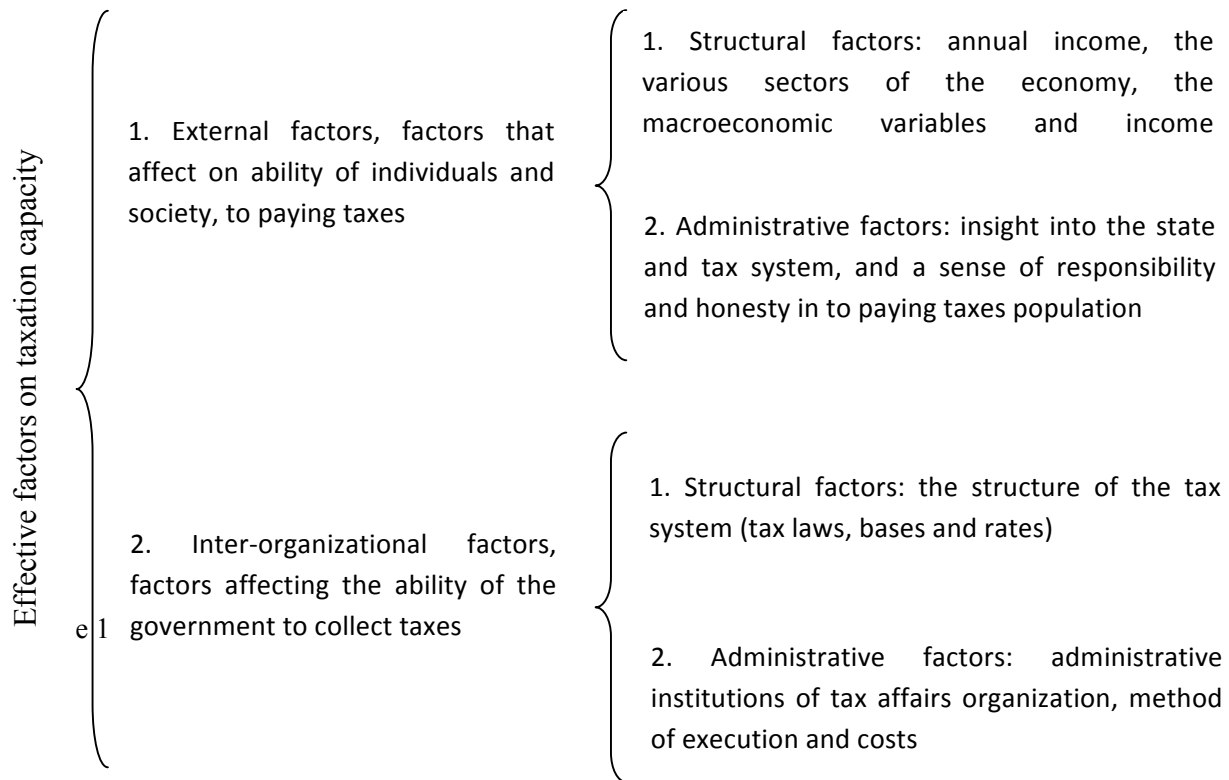 Effective factors on taxation capacity
1. External factors, factors that
affect on ability of individuals and
society, to paying taxes
1. Structural factors: annual income, the
various sectors of the economy, the
macroeconomic variables and income
2. Administrative factors: insight into the state
and tax system, and a sense of responsibility
and honesty in to paying taxes population
2. Inter-organizational factors,
factors affecting the ability of the
government to collect taxes
e 1
1. Structural factors: the structure of the tax
system (tax laws, bases and rates)
2. Administrative factors: administrative
institutions of tax affairs organization, method
of execution and costs